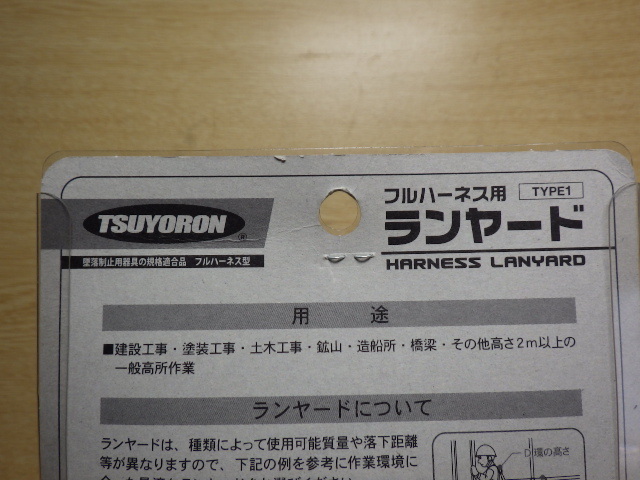 フルハーネス用 TYPE1
TSUYORON®
ランヤード
墜落制止用器具の規格適合品 フルハーネス型
HARNESS LANYARD
用 途
■建設工事・塗装工事・土木工事・鉱山・造船所・橋梁・その他高さ2m以上の
一般高所作業
ランヤードについて
ランヤードは、種類によって使用可能質量や落下距離
等が異なりますので、下記の例を参考に作業環境に
D環の高さ